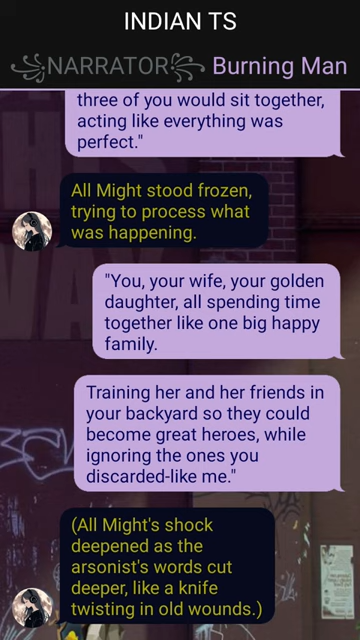 INDIAN TS
NARRATOR Burning Man
three of you would sit together,
acting like everything was
perfect."
All Might stood frozen,
trying to process what
was happening.
"You, your wife, your golden
daughter, all spending time
together like one big happy
family.
Training her and her friends in
your backyard so they could
become great heroes, while
ignoring the ones you
discarded-like me."
(All Might's shock
deepened as the
arsonist's words cut
deeper, like a knife
twisting in old wounds.)